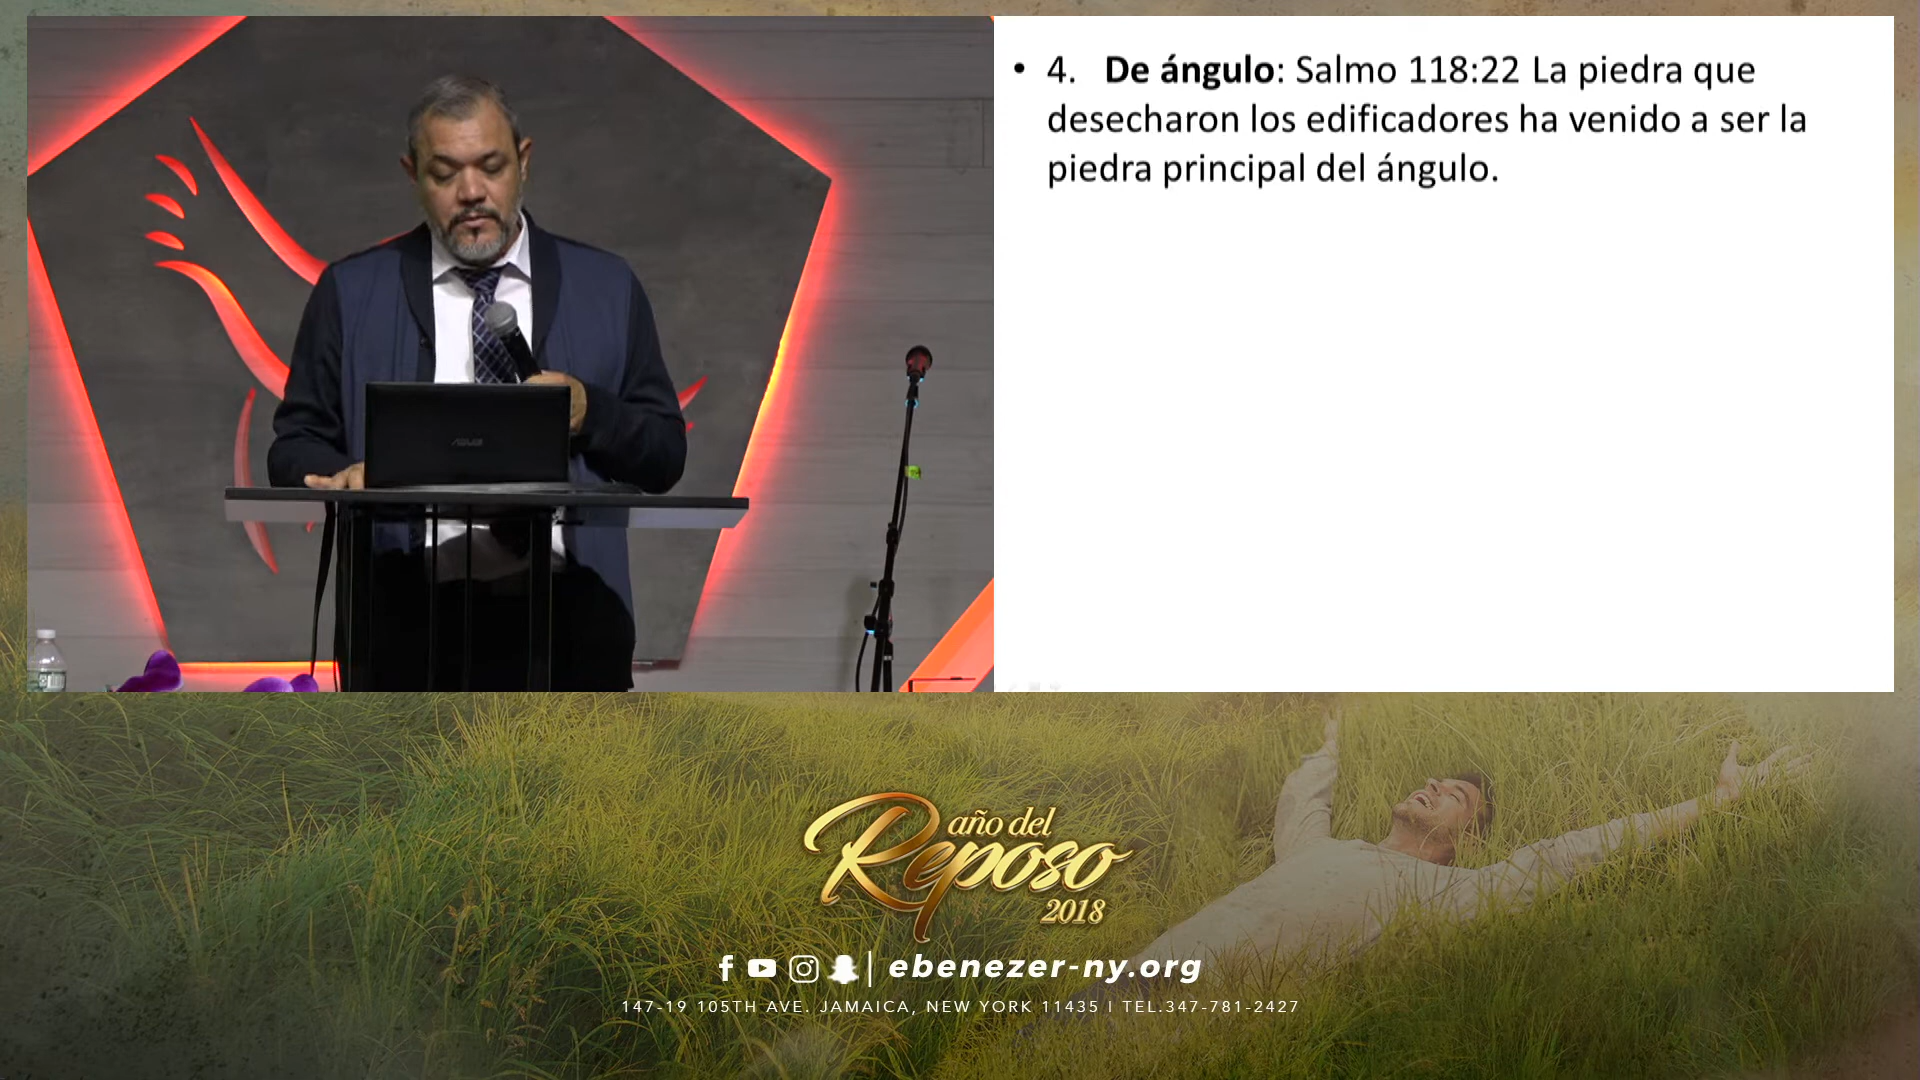 • 4. De ángulo: Salmo 118:22 La piedra que
desecharon los edificadores ha venido a ser la
piedra principal del ángulo.
ASUS
año del
Reposo
2018
ebenezer-ny.org
147-19 105TH AVE. JAMAICA, NEW YORK 11435 | TEL.347-781-2427